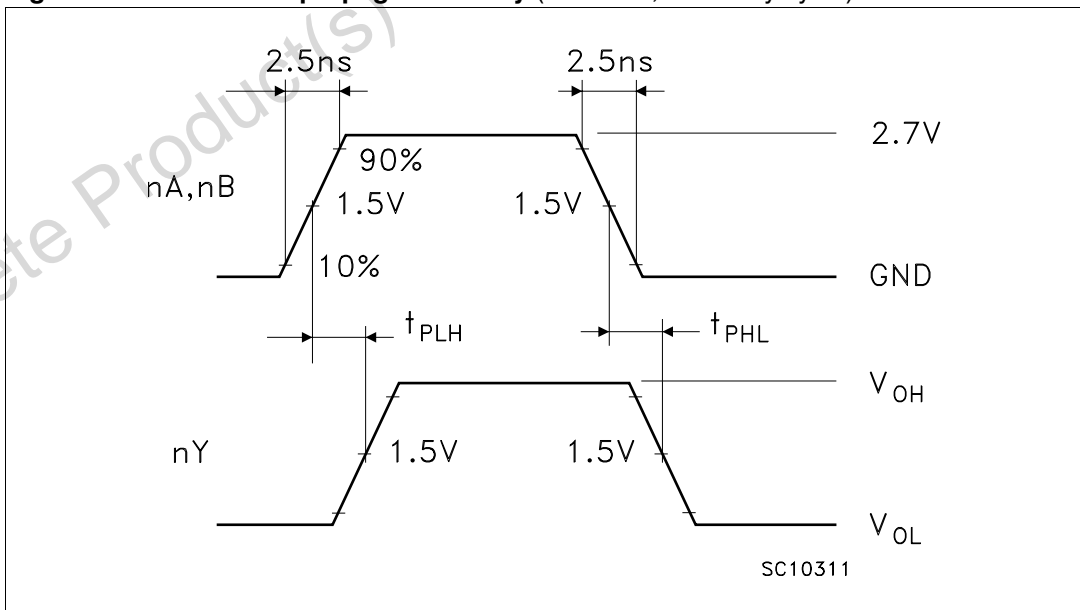 2.5ns 2.5ns
2.7V
90%
nA,nB
1.5V 1.5V
10%
GND
tPLH tPHL
VOH
nY 1.5V 1.5V
VOL
SC10311
Product(s)